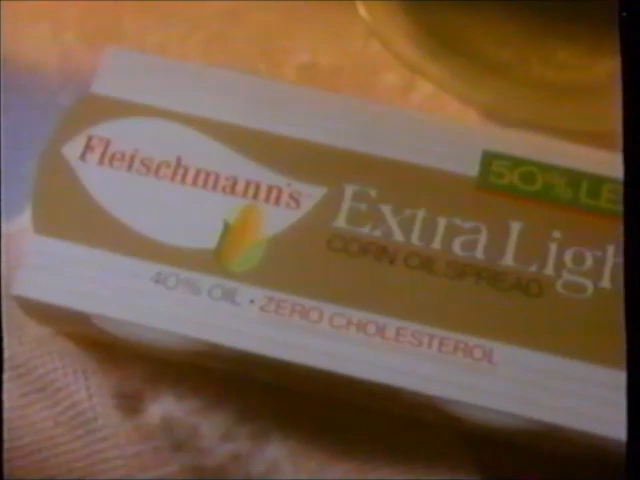 Fleischmann's
50% LE
Extra Ligh
CORN OIL SPREAD
40% OIL • ZERO CHOLESTEROL